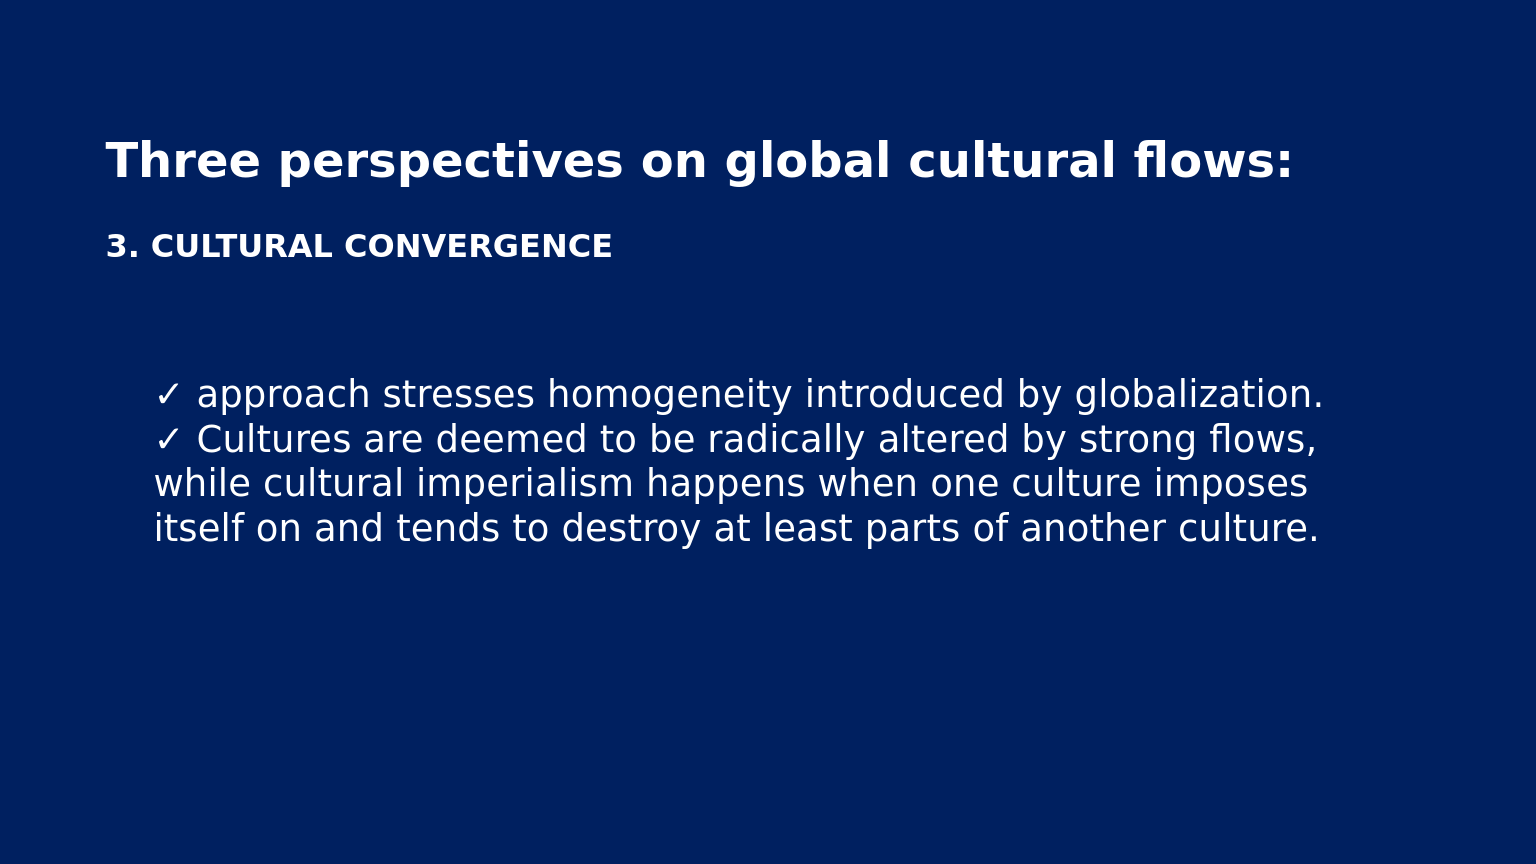 Three perspectives on global cultural flows:
3. CULTURAL CONVERGENCE
✓ approach stresses homogeneity introduced by globalization.
✓ Cultures are deemed to be radically altered by strong flows,
while cultural imperialism happens when one culture imposes
itself on and tends to destroy at least parts of another culture.